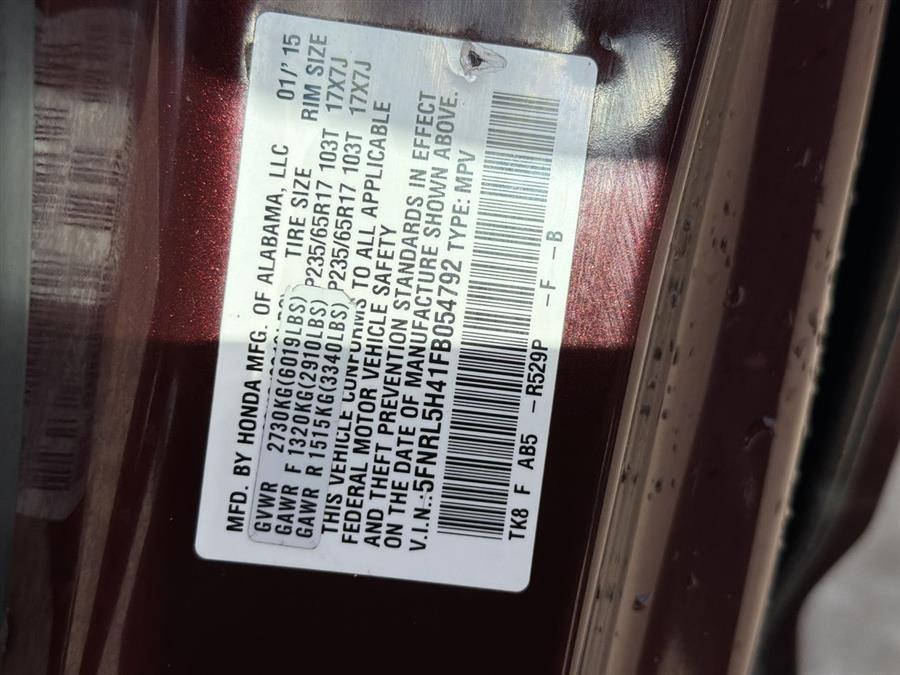 MFD. BY HONDA MFG. OF ALABAMA, LLC 01/'15
TIRE SIZE RIM SIZE
GVWR 2730KG(6019LBS)
GAWR F 1320KG(2910LBS) P235/65R17 103T 17X7J
GAWR R 1515KG(3340LBS) P235/65R17 103T 17X7J
THIS VEHICLE CONFORMS TO ALL APPLICABLE
FEDERAL MOTOR VEHICLE SAFETY
AND THEFT PREVENTION STANDARDS IN EFFECT
ON THE DATE OF MANUFACTURE SHOWN ABOVE.
V.I.N.:5FNRL5H41FB054792 TYPE: MPV
TK8 F AB5 -R529P -F -B